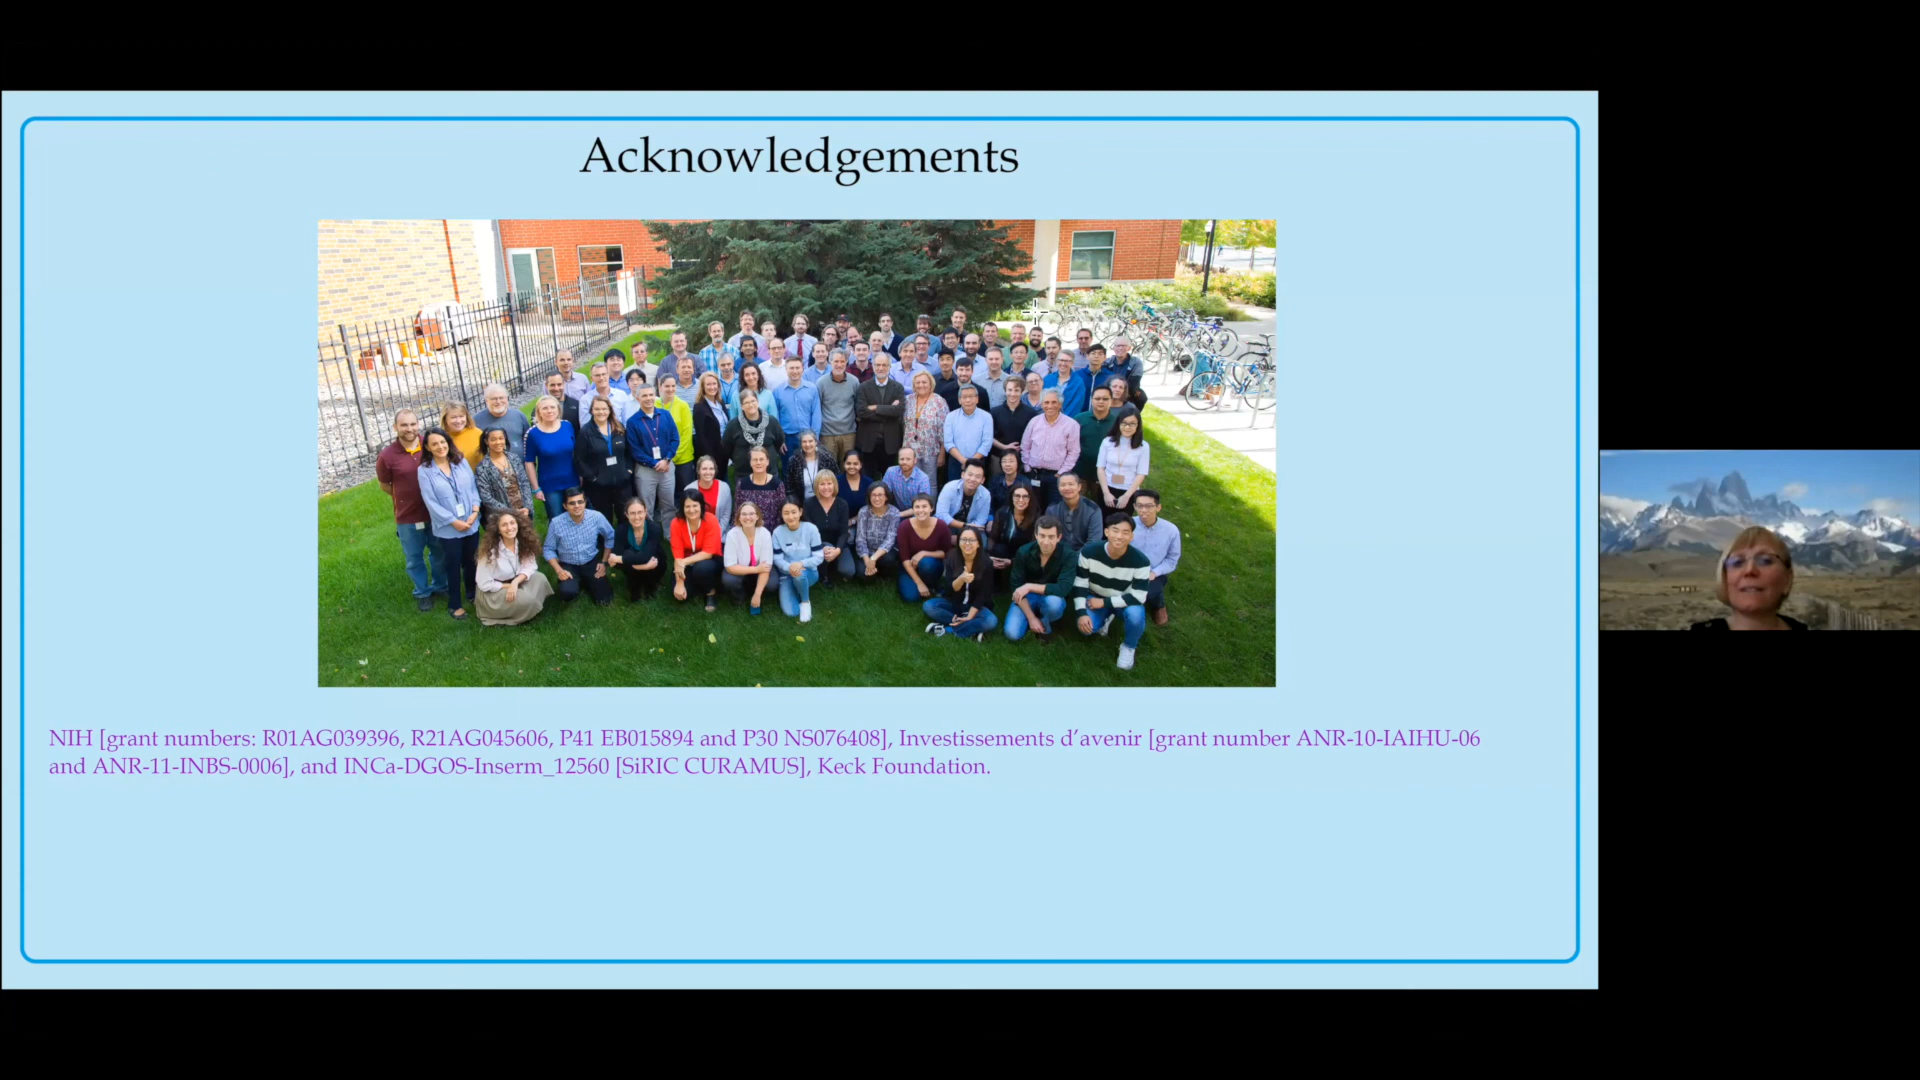 Acknowledgements
NIH [grant numbers: R01AG039396, R21AG045606, P41 EB015894 and P30 NS076408], Investissements d’avenir [grant number ANR-10-IAIHU-06
and ANR-11-INBS-0006], and INCa-DGOS-Inserm_12560 [SiRIC CURAMUS], Keck Foundation.